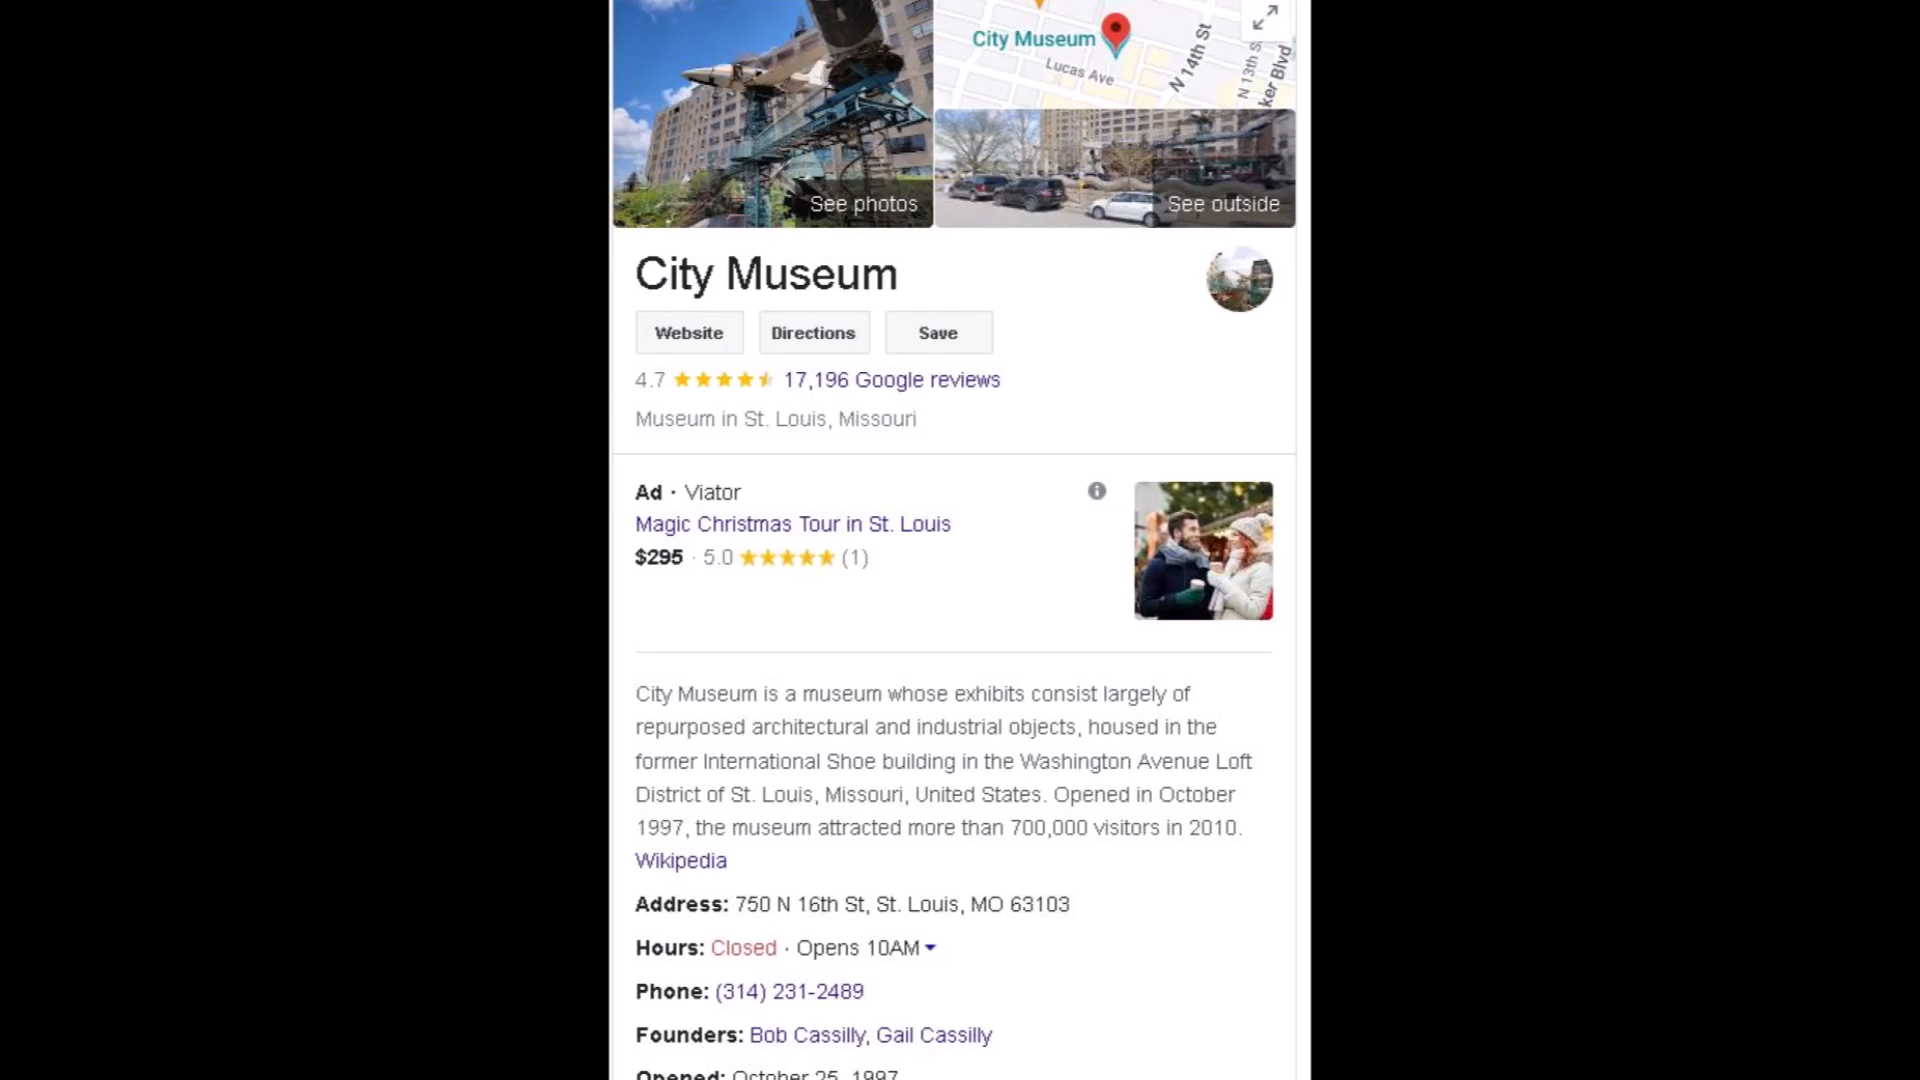 City Museum
Lucas Ave
N 14th St
N 13th S
ker Blvd
See photos
See outside
City Museum
Website
Directions
Save
4.7 17,196 Google reviews
Museum in St. Louis, Missouri
Ad · Viator
Magic Christmas Tour in St. Louis
$295 · 5.0 (1)
City Museum is a museum whose exhibits consist largely of
repurposed architectural and industrial objects, housed in the
former International Shoe building in the Washington Avenue Loft
District of St. Louis, Missouri, United States. Opened in October
1997, the museum attracted more than 700,000 visitors in 2010.
Wikipedia
Address: 750 N 16th St, St. Louis, MO 63103
Hours: Closed · Opens 10AM
Phone: (314) 231-2489
Founders: Bob Cassilly, Gail Cassilly
Opened: October 25, 1997